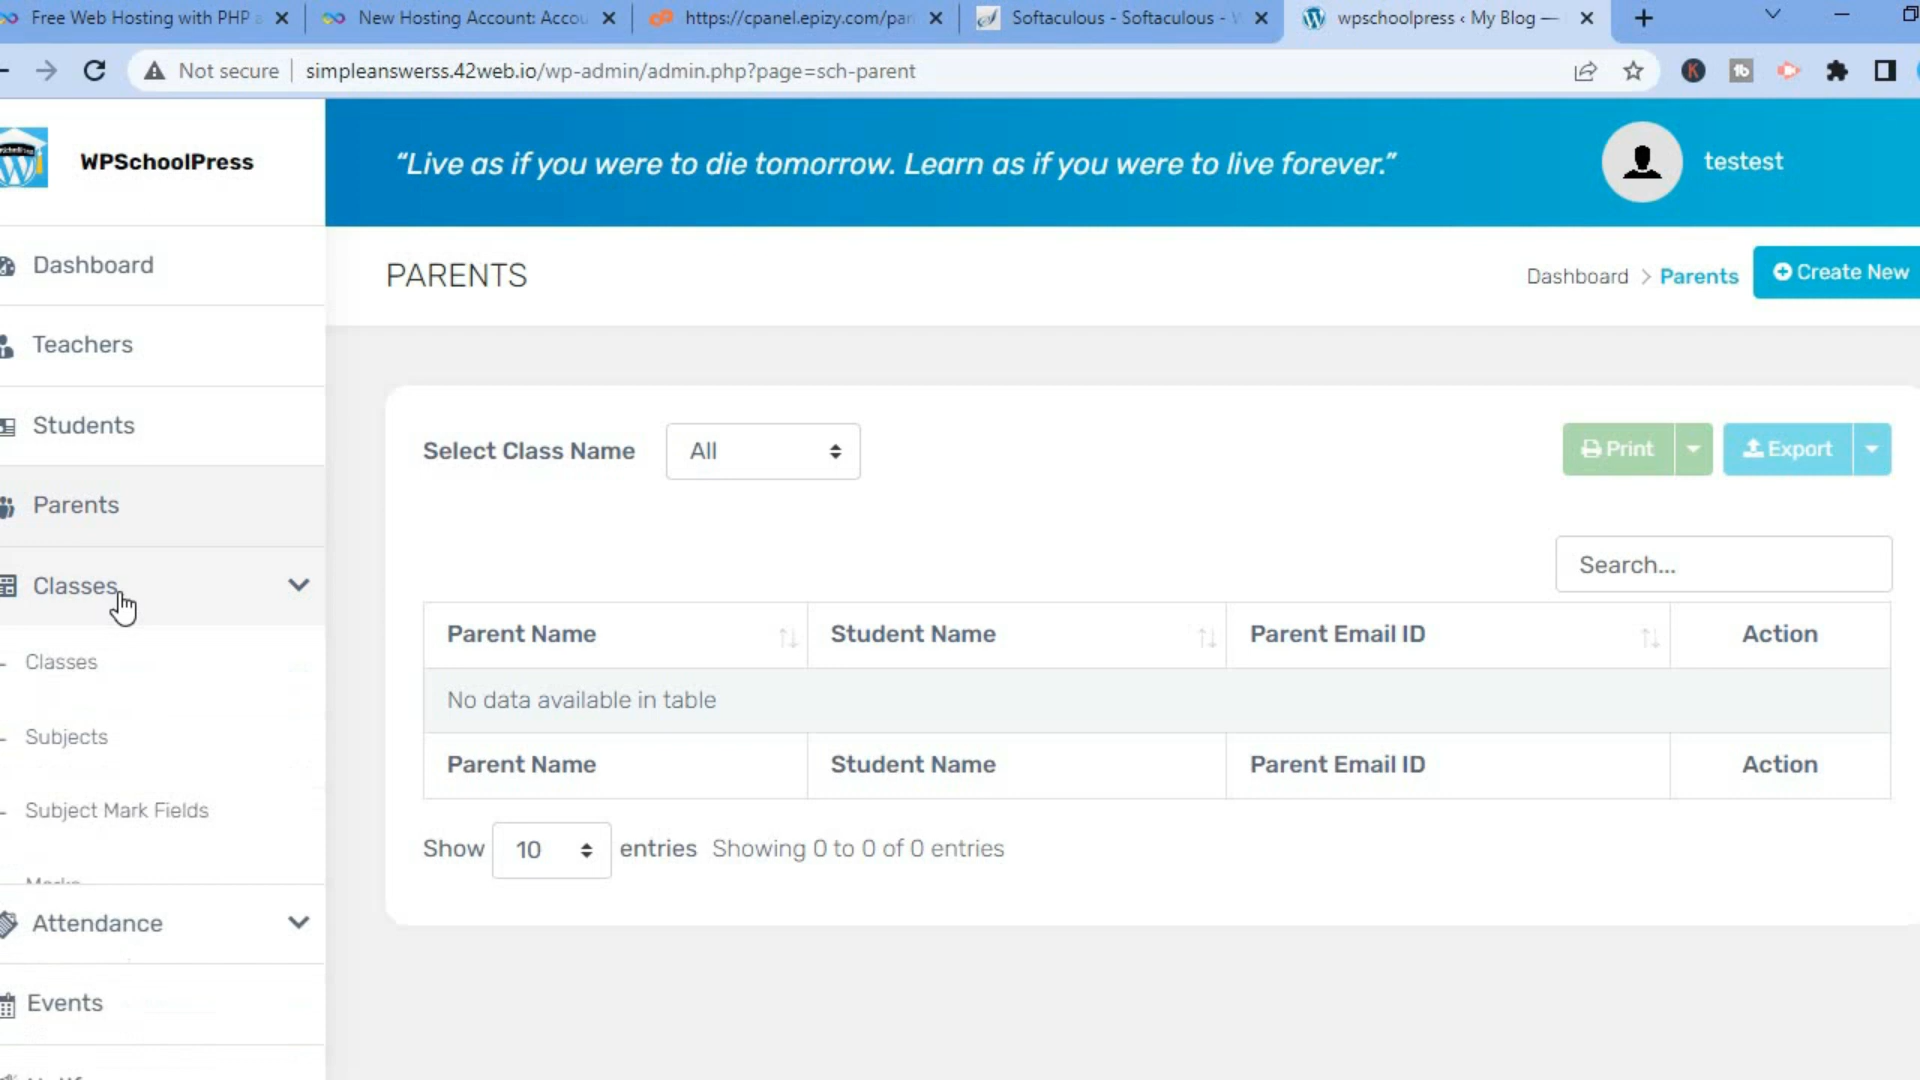 Free Web Hosting with PHP
New Hosting Account: Accou
https://cpanel.epizy.com/pan
Softaculous - Softaculous -
wpschoolpress ‹ My Blog —
Not secure
simpleanswerss.42web.io/wp-admin/admin.php?page=sch-parent
WPSchoolPress
“Live as if you were to die tomorrow. Learn as if you were to live forever.”
testest
PARENTS
Dashboard > Parents
Create New
Dashboard
Teachers
Students
Parents
Classes
Classes
Subjects
Subject Mark Fields
Marks
Attendance
Events
Select Class Name
All
Print
Export
Search...
Parent Name
Student Name
Parent Email ID
Action
No data available in table
Parent Name
Student Name
Parent Email ID
Action
Show 10 entries Showing 0 to 0 of 0 entries